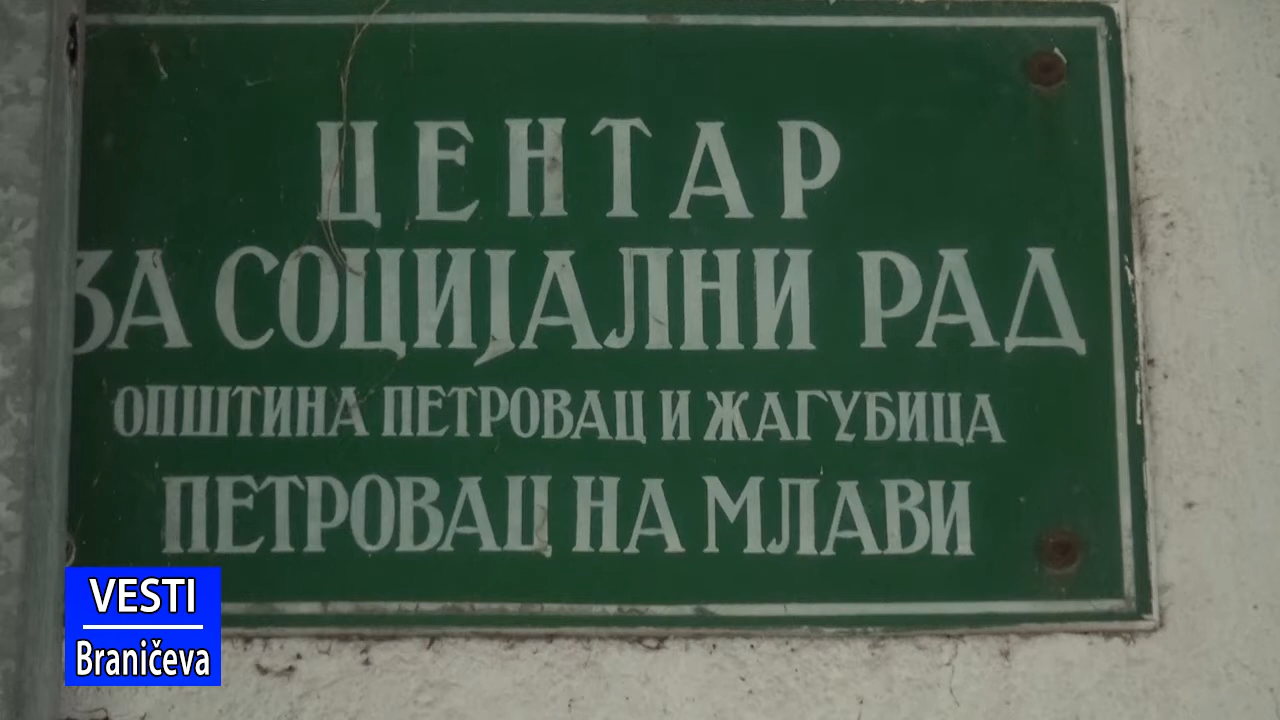 ЦЕНТАР
ЗА СОЦИЈАЛНИ РАД
ОПШТИНА ПЕТРОВАЦ И ЖАГУБИЦА
ПЕТРОВАЦ НА МЛАВИ
VESTI
Braničeva